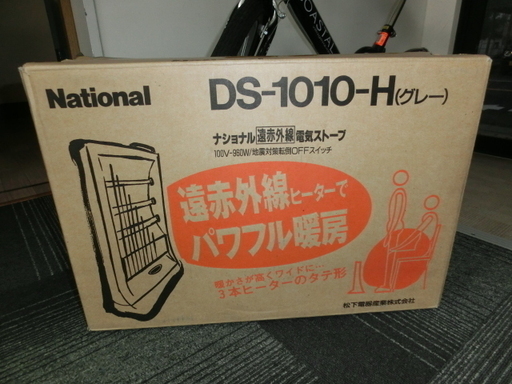 National
DS-1010-H(グレー)
ナショナル遠赤外線電気ストーブ
100V-960W/地震対策転倒OFFスイッチ
遠赤外線ヒーターで
パワフル暖房
暖かさが高くワイドに…
3本ヒーターのタテ形
松下電器産業株式会社
COASTAL